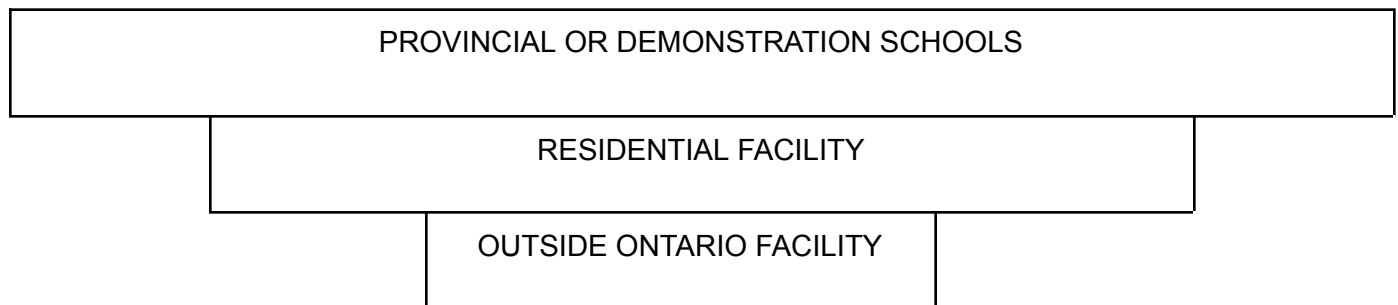 PROVINCIAL OR DEMONSTRATION SCHOOLS
RESIDENTIAL FACILITY
OUTSIDE ONTARIO FACILITY